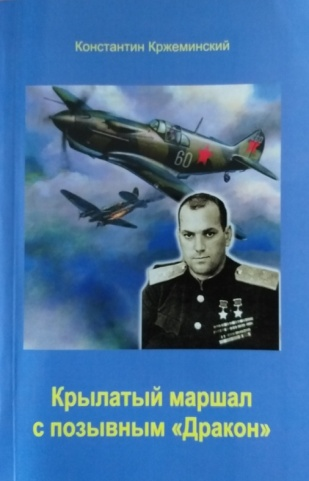 Константин Кржеминский
60
Крылатый маршал
с позывным «Дракон»